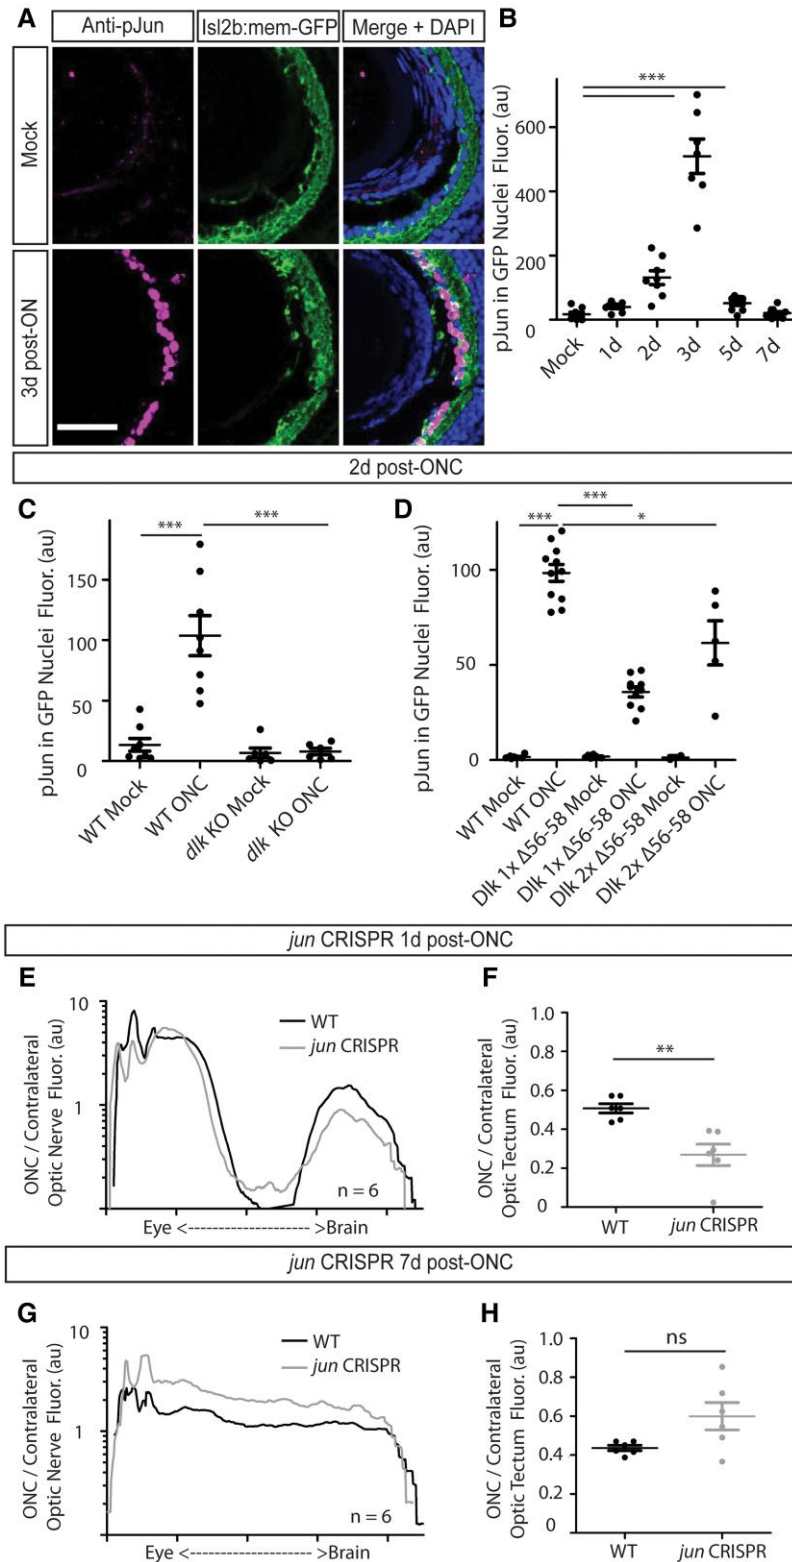 A
Anti-pJun
Isl2b:mem-GFP
Merge + DAPI
Mock
3d post-ON
B
pJun in GFP Nuclei Fluor. (au)
600
400
200
0
***
Mock
1d
2d
3d
5d
7d
2d post-ONC
C
pJun in GFP Nuclei Fluor. (au)
150
100
50
0
***
***
WT Mock
WT ONC
dlk KO Mock
dlk KO ONC
D
pJun in GFP Nuclei Fluor. (au)
100
50
0
***
***
*
WT Mock
WT ONC
Dlk 1x Δ56-58 Mock
Dlk 1x Δ56-58 ONC
Dlk 2x Δ56-58 Mock
Dlk 2x Δ56-58 ONC
jun CRISPR 1d post-ONC
E
ONC / Contralateral
Optic Nerve Fluor. (au)
10
1
WT
jun CRISPR
n = 6
Eye <-------------------- >Brain
F
ONC / Contralateral
Optic Tectum Fluor. (au)
1.0
0.8
0.6
0.4
0.2
0
**
WT
jun CRISPR
jun CRISPR 7d post-ONC
G
ONC / Contralateral
Optic Nerve Fluor. (au)
10
1
WT
jun CRISPR
n = 6
Eye <-------------------- >Brain
H
ONC / Contralateral
Optic Tectum Fluor. (au)
1.0
0.8
0.6
0.4
0.2
0
ns
WT
jun CRISPR